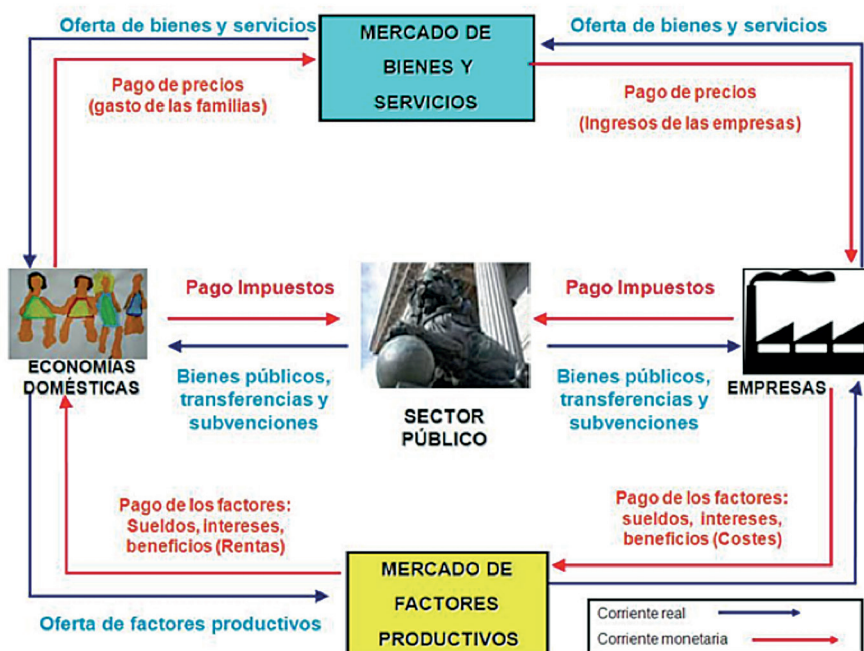 Oferta de bienes y servicios
MERCADO DE
BIENES Y
SERVICIOS
Oferta de bienes y servicios
Pago de precios
(gasto de las familias)
Pago de precios
(Ingresos de las empresas)
Pago Impuestos
Pago Impuestos
ECONOMÍAS
DOMÉSTICAS
Bienes públicos,
transferencias y
subvenciones
SECTOR
PÚBLICO
Bienes públicos,
transferencias y
subvenciones
EMPRESAS
Pago de los factores:
Sueldos, intereses,
beneficios (Rentas)
Pago de los factores:
sueldos, intereses,
beneficios (Costes)
MERCADO DE
FACTORES
PRODUCTIVOS
Oferta de factores productivos
Corriente real
Corriente monetaria